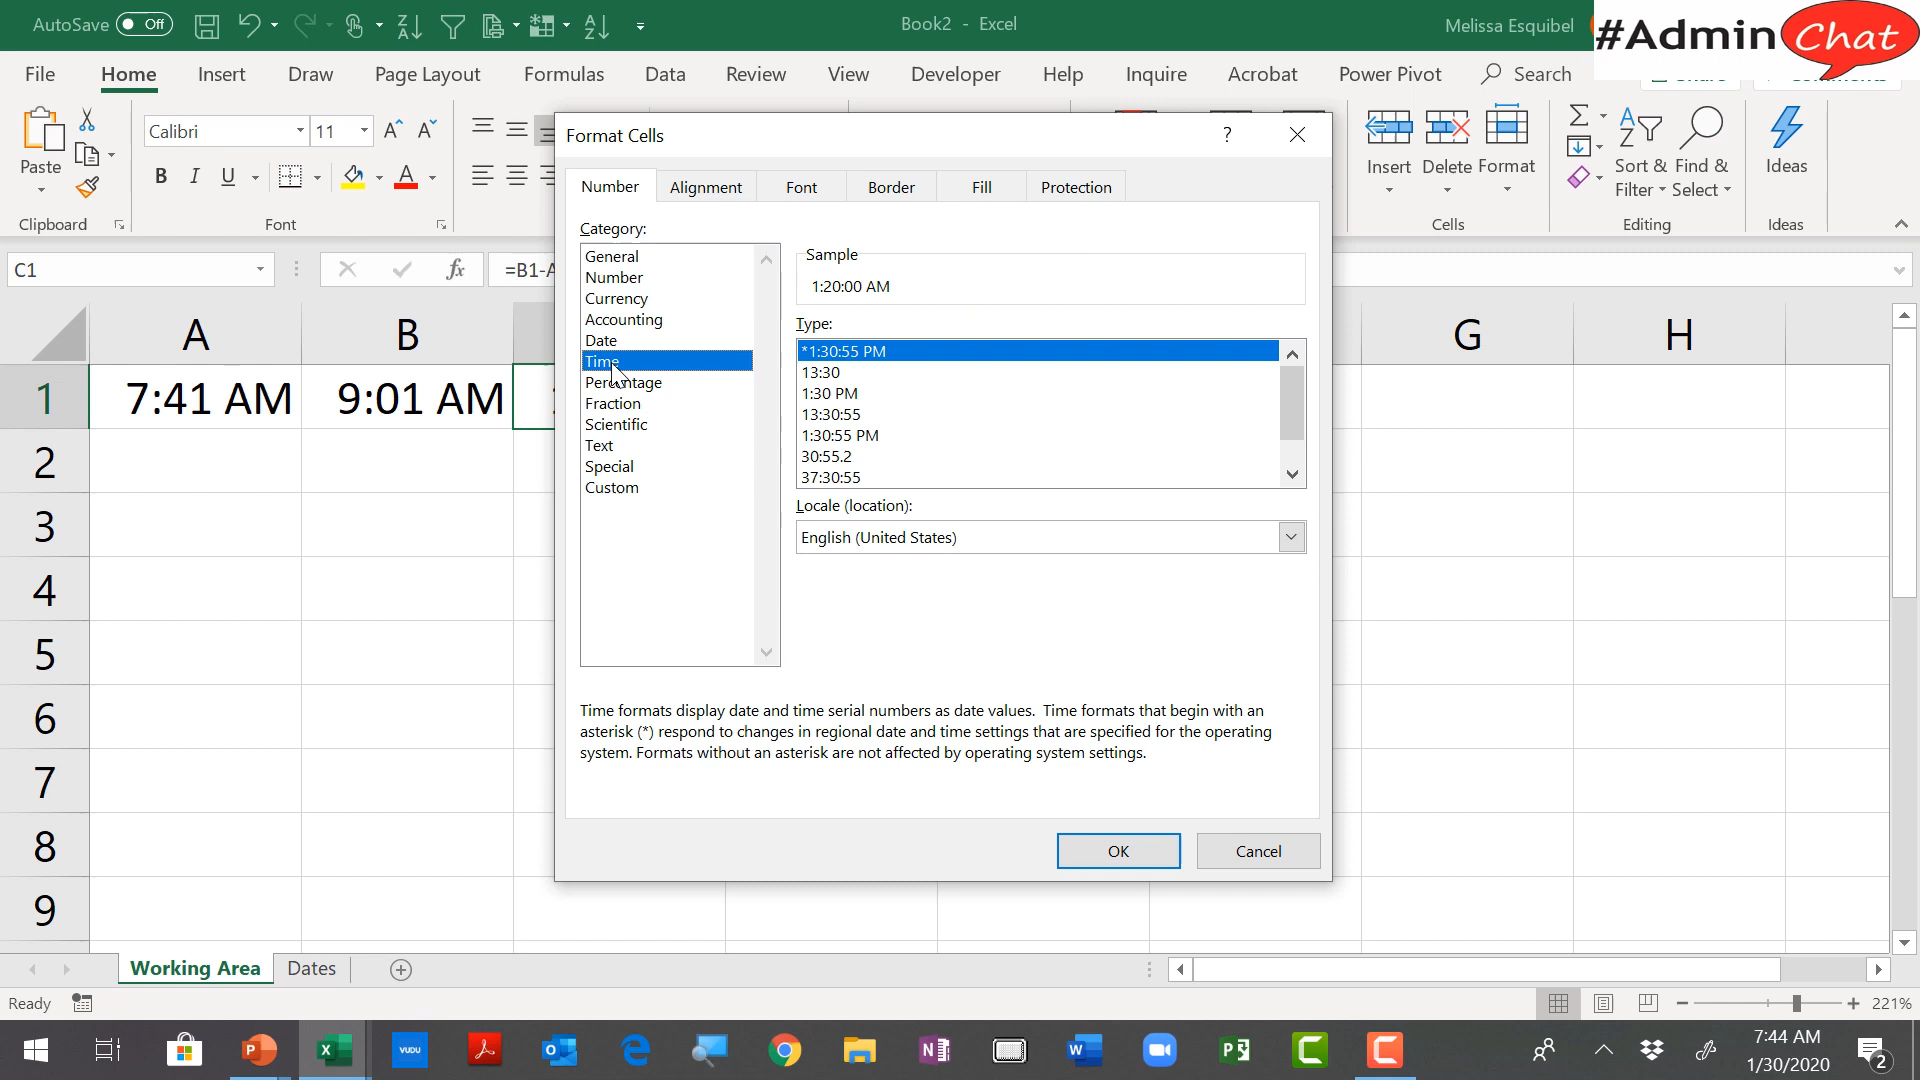 AutoSave Off
Book2 - Excel
Melissa Esquibel
#Admin Chat
File Home Insert Draw Page Layout Formulas Data Review View Developer Help Inquire Acrobat Power Pivot Search
Paste
Calibri 11
B I U
Clipboard
Font
Insert Delete Format
Cells
Sort & Filter
Find & Select
Editing
Ideas
Ideas
C1
fx
=B1-A
A B G H
1 7:41 AM 9:01 AM
2
3
4
5
6
7
8
9
Format Cells
?
Number Alignment Font Border Fill Protection
Category:
General
Number
Currency
Accounting
Date
Time
Percentage
Fraction
Scientific
Text
Special
Custom
Sample
1:20:00 AM
Type:
*1:30:55 PM
13:30
1:30 PM
13:30:55
1:30:55 PM
30:55.2
37:30:55
Locale (location):
English (United States)
Time formats display date and time serial numbers as date values. Time formats that begin with an
asterisk (*) respond to changes in regional date and time settings that are specified for the operating
system. Formats without an asterisk are not affected by operating system settings.
OK
Cancel
Working Area Dates
Ready
221%
VUDU
7:44 AM
1/30/2020
2